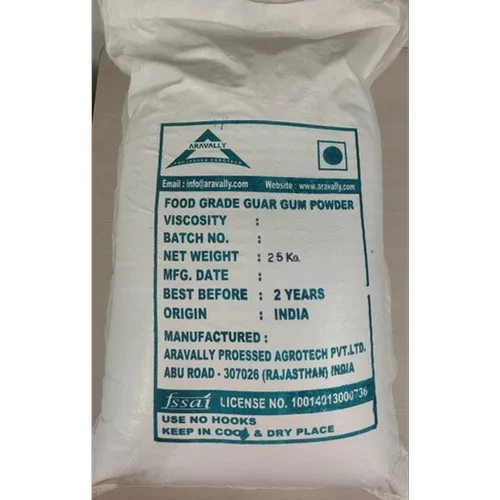 ARAVALLY
Email : info@aravally.com Website : www.aravally.com
FOOD GRADE GUAR GUM POWDER
VISCOSITY :
BATCH NO. :
NET WEIGHT : 25 KG.
MFG. DATE :
BEST BEFORE : 2 YEARS
ORIGIN : INDIA
MANUFACTURED :
ARAVALLY PROESSED AGROTECH PVT.LTD.
ABU ROAD - 307026 (RAJASTHAN) INDIA
fssai LICENSE NO. 10014013000736
USE NO HOOKS
KEEP IN COOL & DRY PLACE